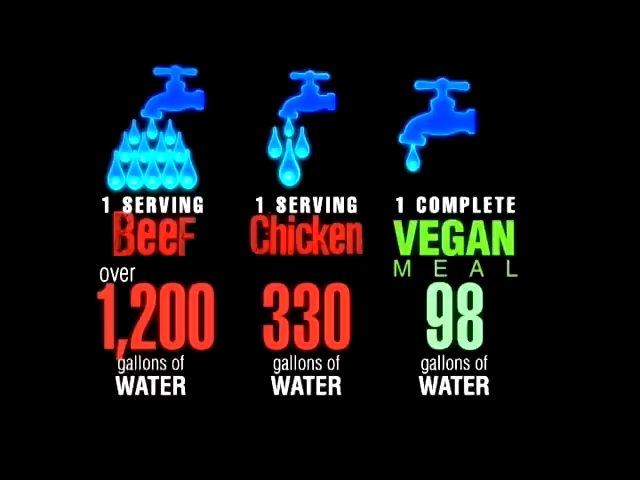 1 SERVING
BEEF
over
1,200
gallons of
WATER
1 SERVING
Chicken
330
gallons of
WATER
1 COMPLETE
VEGAN
MEAL
98
gallons of
WATER